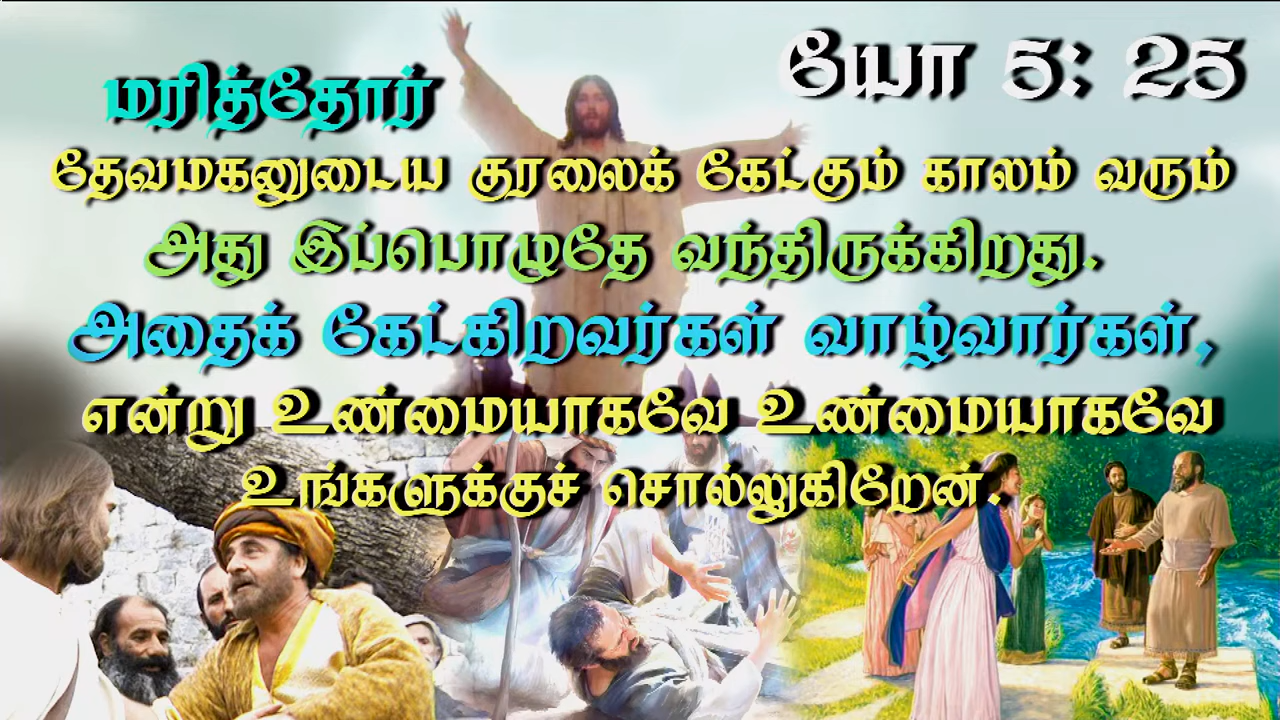 யோ 5: 25
மரித்தோர்
தேவமகனுடைய குரலைக் கேட்கும் காலம் வரும்
அது இப்பொழுதே வந்திருக்கிறது.
அதைக் கேட்கிறவர்கள் வாழ்வார்கள்,
என்று உண்மையாகவே உண்மையாகவே
உங்களுக்குச் சொல்லுகிறேன்.